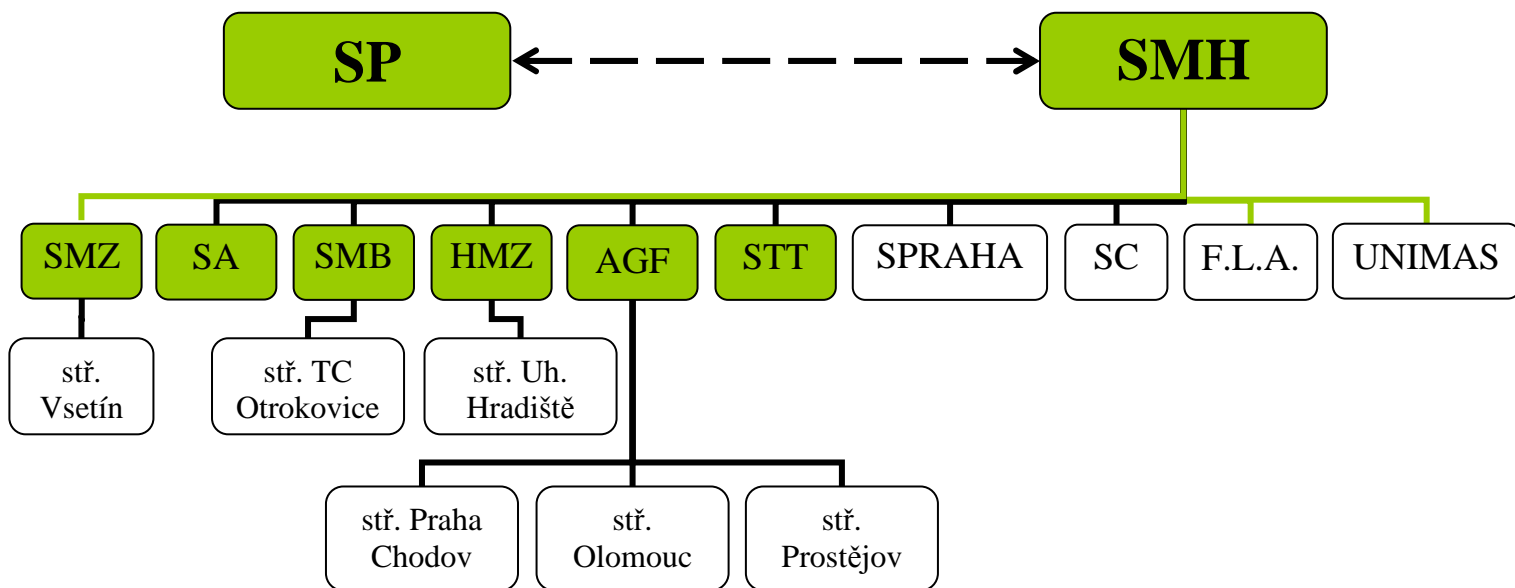 SP
SMH
SMZ
SA
SMB
HMZ
AGF
STT
SPRAHA
SC
F.L.A.
UNIMAS
stř.
Vsetín
stř. TC
Otrokovice
stř. Uh.
Hradiště
stř. Praha
Chodov
stř.
Olomouc
stř.
Prostějov